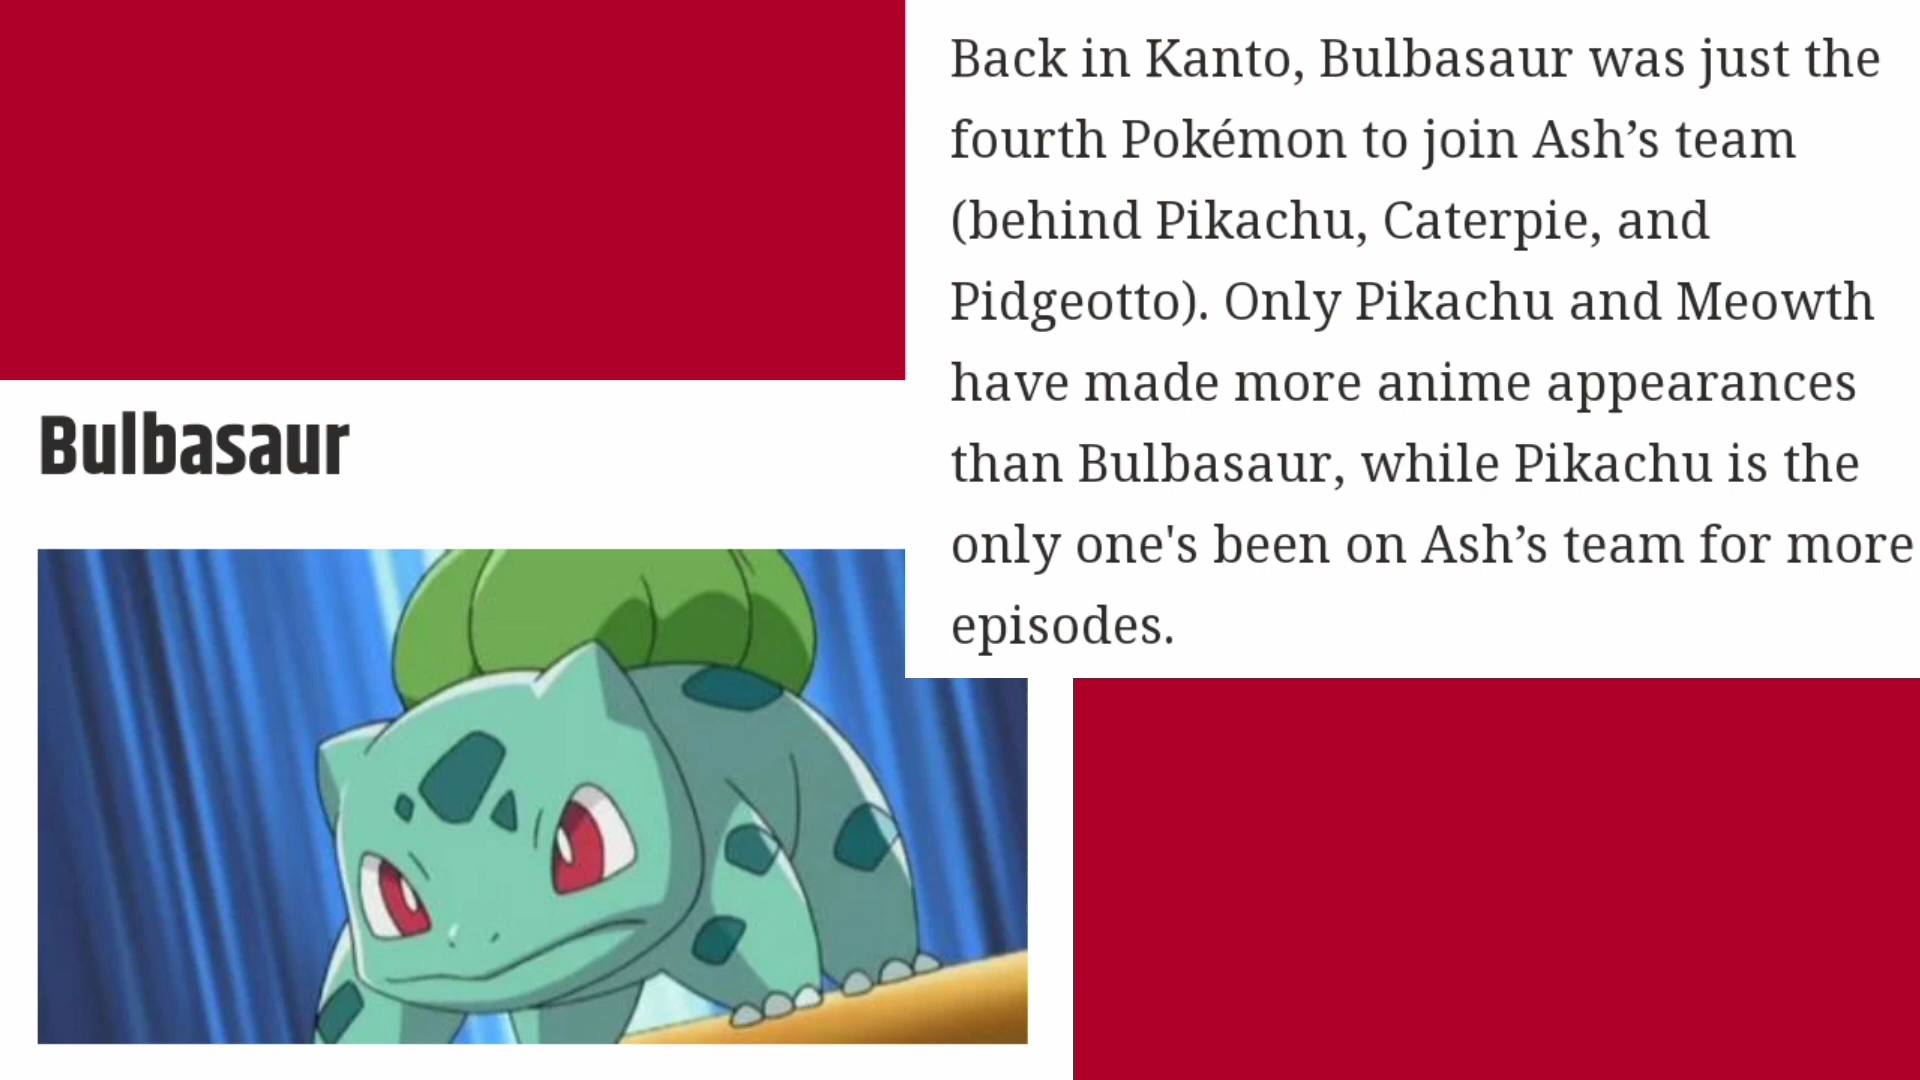 Bulbasaur
Back in Kanto, Bulbasaur was just the
fourth Pokémon to join Ash’s team
(behind Pikachu, Caterpie, and
Pidgeotto). Only Pikachu and Meowth
have made more anime appearances
than Bulbasaur, while Pikachu is the
only one's been on Ash’s team for more
episodes.